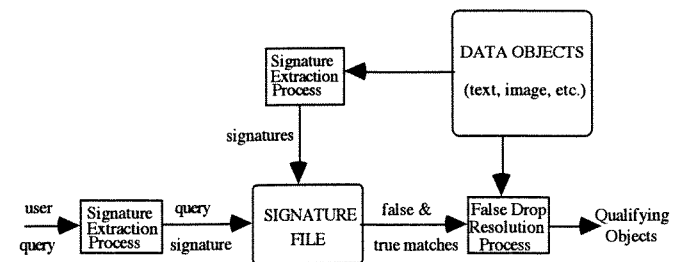 DATA OBJECTS
(text, image, etc.)
Signature
Extraction
Process
signatures
user
query
Signature
Extraction
Process
query
signature
SIGNATURE
FILE
false &
true matches
False Drop
Resolution
Process
Qualifying
Objects